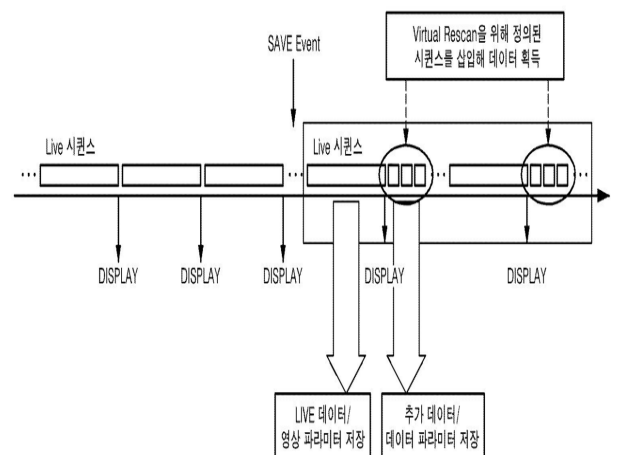 Virtual Rescan을 위해 정의된
시퀀스를 삽입해 데이터 획득
SAVE Event
Live 시퀀스
Live 시퀀스
DISPLAY
DISPLAY
DISPLAY
DISPLAY
DISPLAY
LIVE 데이터/
영상 파라미터 저장
추가 데이터/
데이터 파라미터 저장